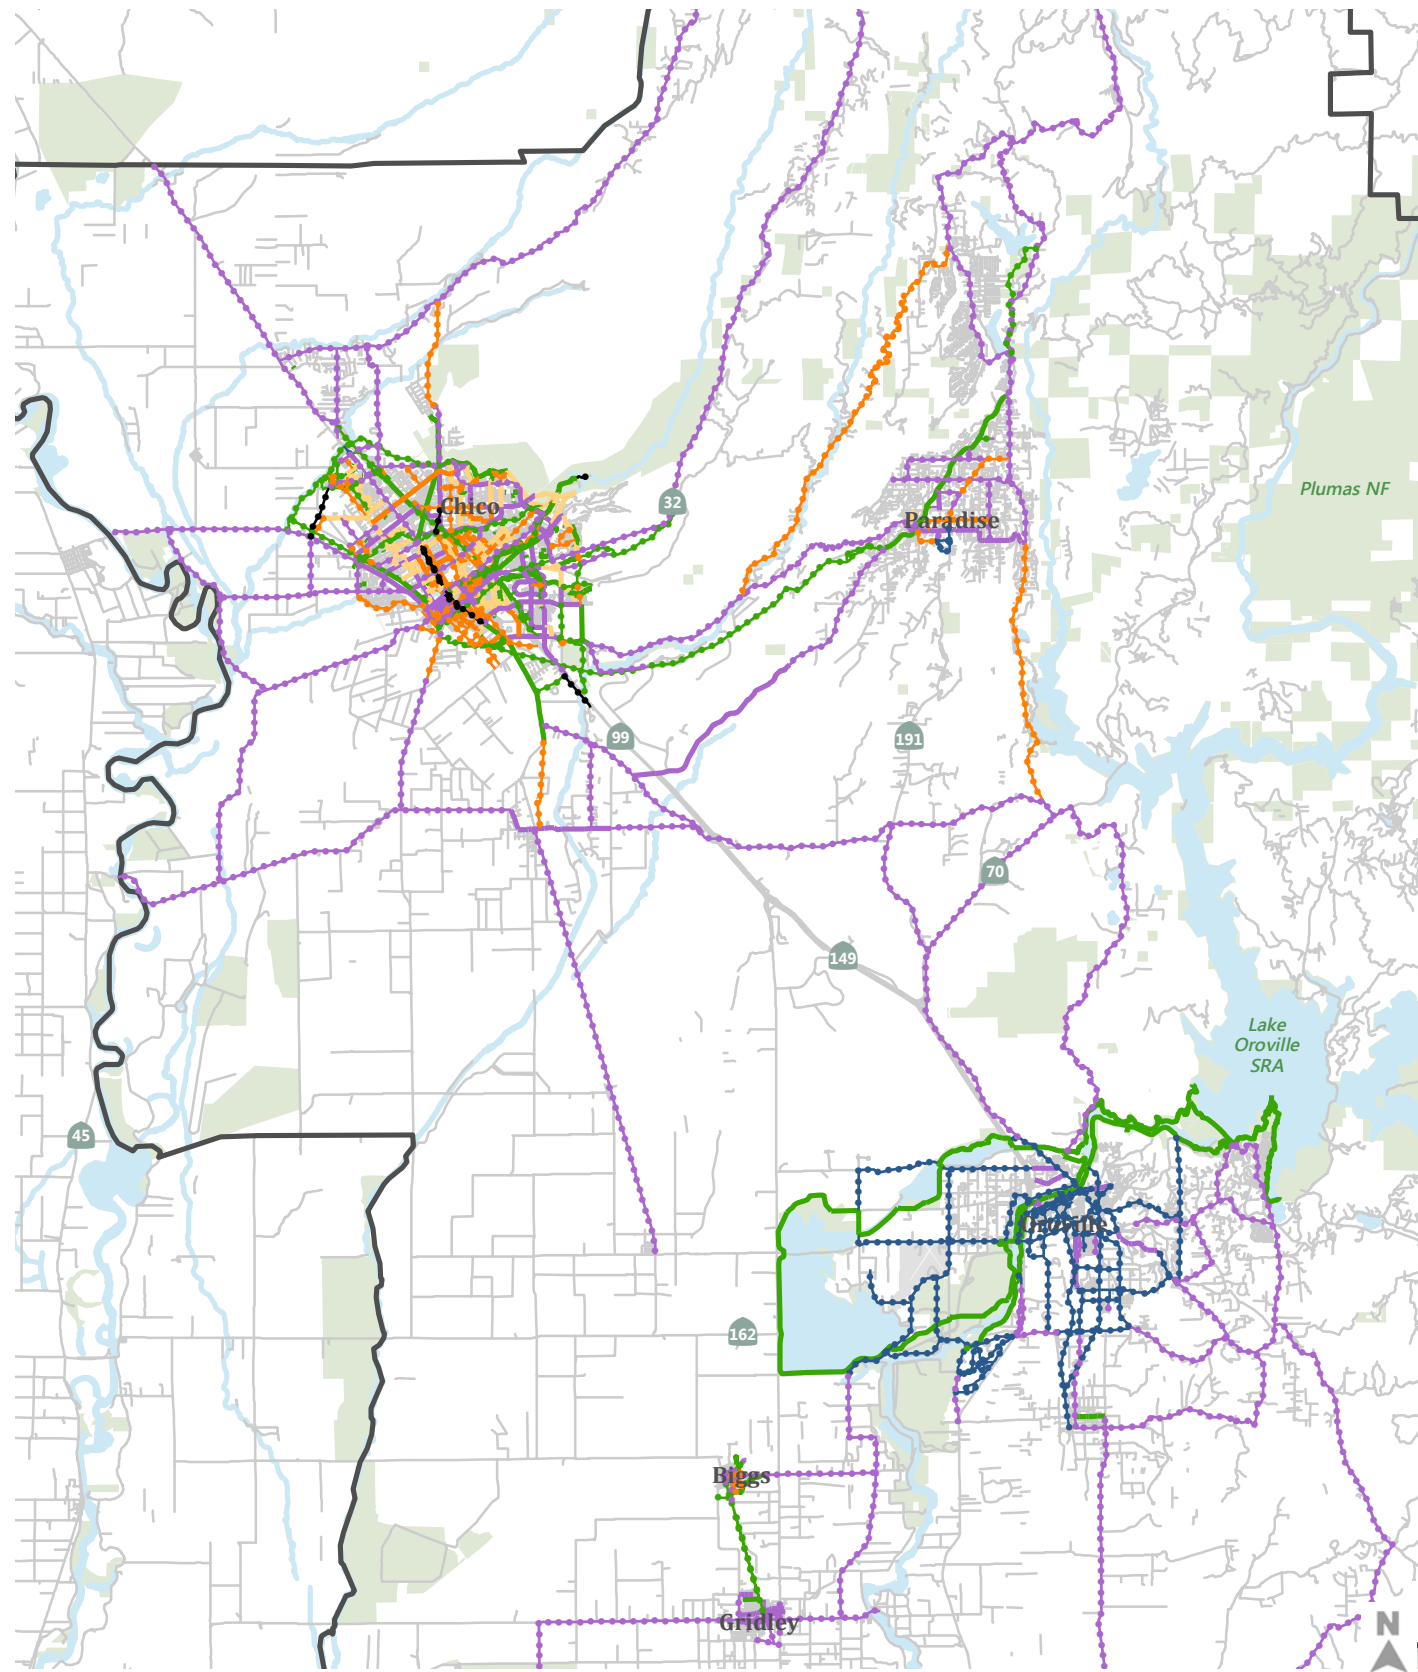 Plumas NF
32
Chico
Paradise
99
191
70
149
Lake
Oroville
SRA
45
Oroville
162
Biggs
Gridley
N